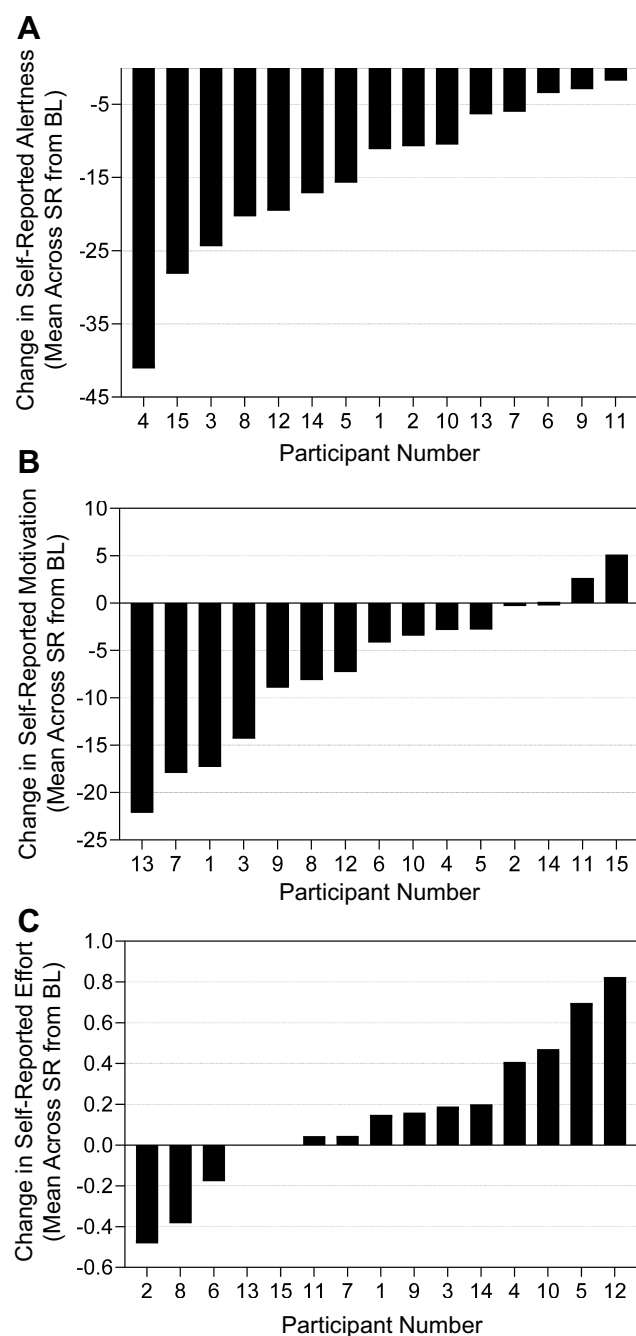 A
Change in Self-Reported Alertness
(Mean Across SR from BL)
-5
-15
-25
-35
-45
4 15 3 8 12 14 5 1 2 10 13 7 6 9 11
Participant Number
B
Change in Self-Reported Motivation
(Mean Across SR from BL)
10
5
0
-5
-10
-15
-20
-25
13 7 1 3 9 8 12 6 10 4 5 2 14 11 15
Participant Number
C
Change in Self-Reported Effort
(Mean Across SR from BL)
1.0
0.8
0.6
0.4
0.2
0.0
-0.2
-0.4
-0.6
2 8 6 13 15 11 7 1 9 3 14 4 10 5 12
Participant Number